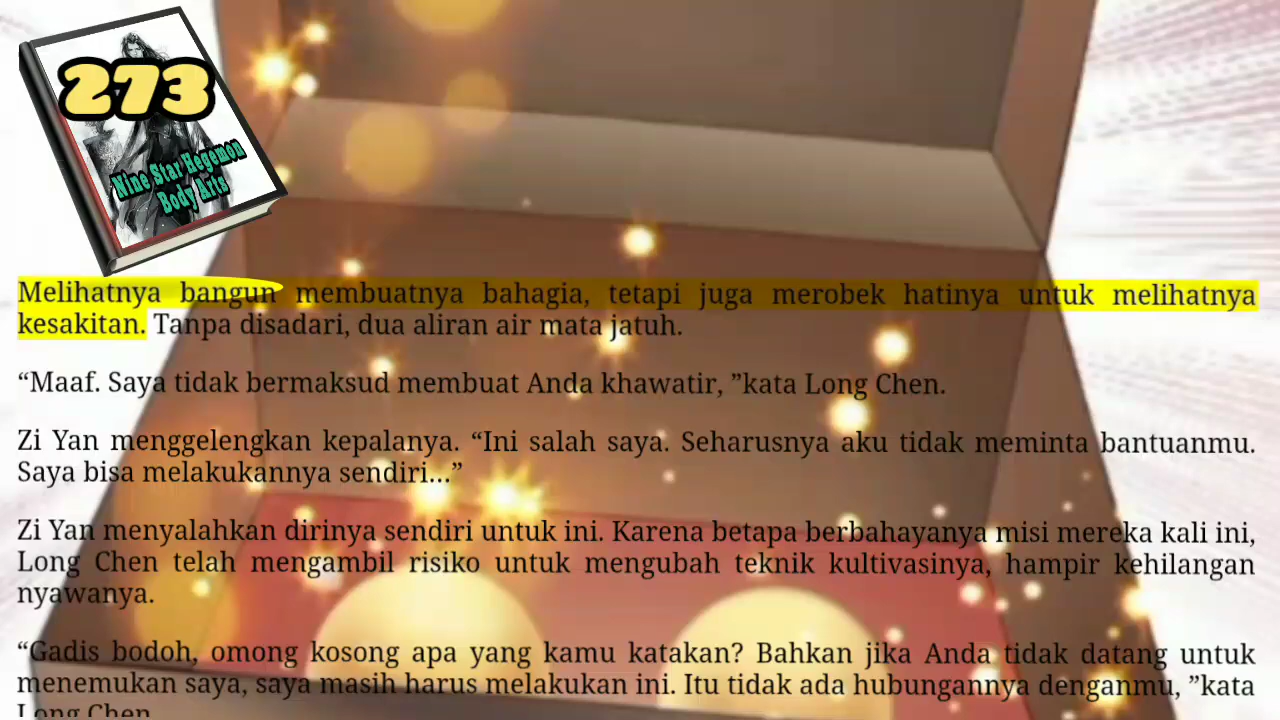 273
Nine Star Hegemon
Body Arts
Melihatnya bangun membuatnya bahagia, tetapi juga merobek hatinya untuk melihatnya
kesakitan. Tanpa disadari, dua aliran air mata jatuh.
“Maaf. Saya tidak bermaksud membuat Anda khawatir, ”kata Long Chen.
Zi Yan menggelengkan kepalanya. “Ini salah saya. Seharusnya aku tidak meminta bantuanmu.
Saya bisa melakukannya sendiri...”
Zi Yan menyalahkan dirinya sendiri untuk ini. Karena betapa berbahayanya misi mereka kali ini,
Long Chen telah mengambil risiko untuk mengubah teknik kultivasinya, hampir kehilangan
nyawanya.
“Gadis bodoh, omong kosong apa yang kamu katakan? Bahkan jika Anda tidak datang untuk
menemukan saya, saya masih harus melakukan ini. Itu tidak ada hubungannya denganmu, ”kata
Long Chen